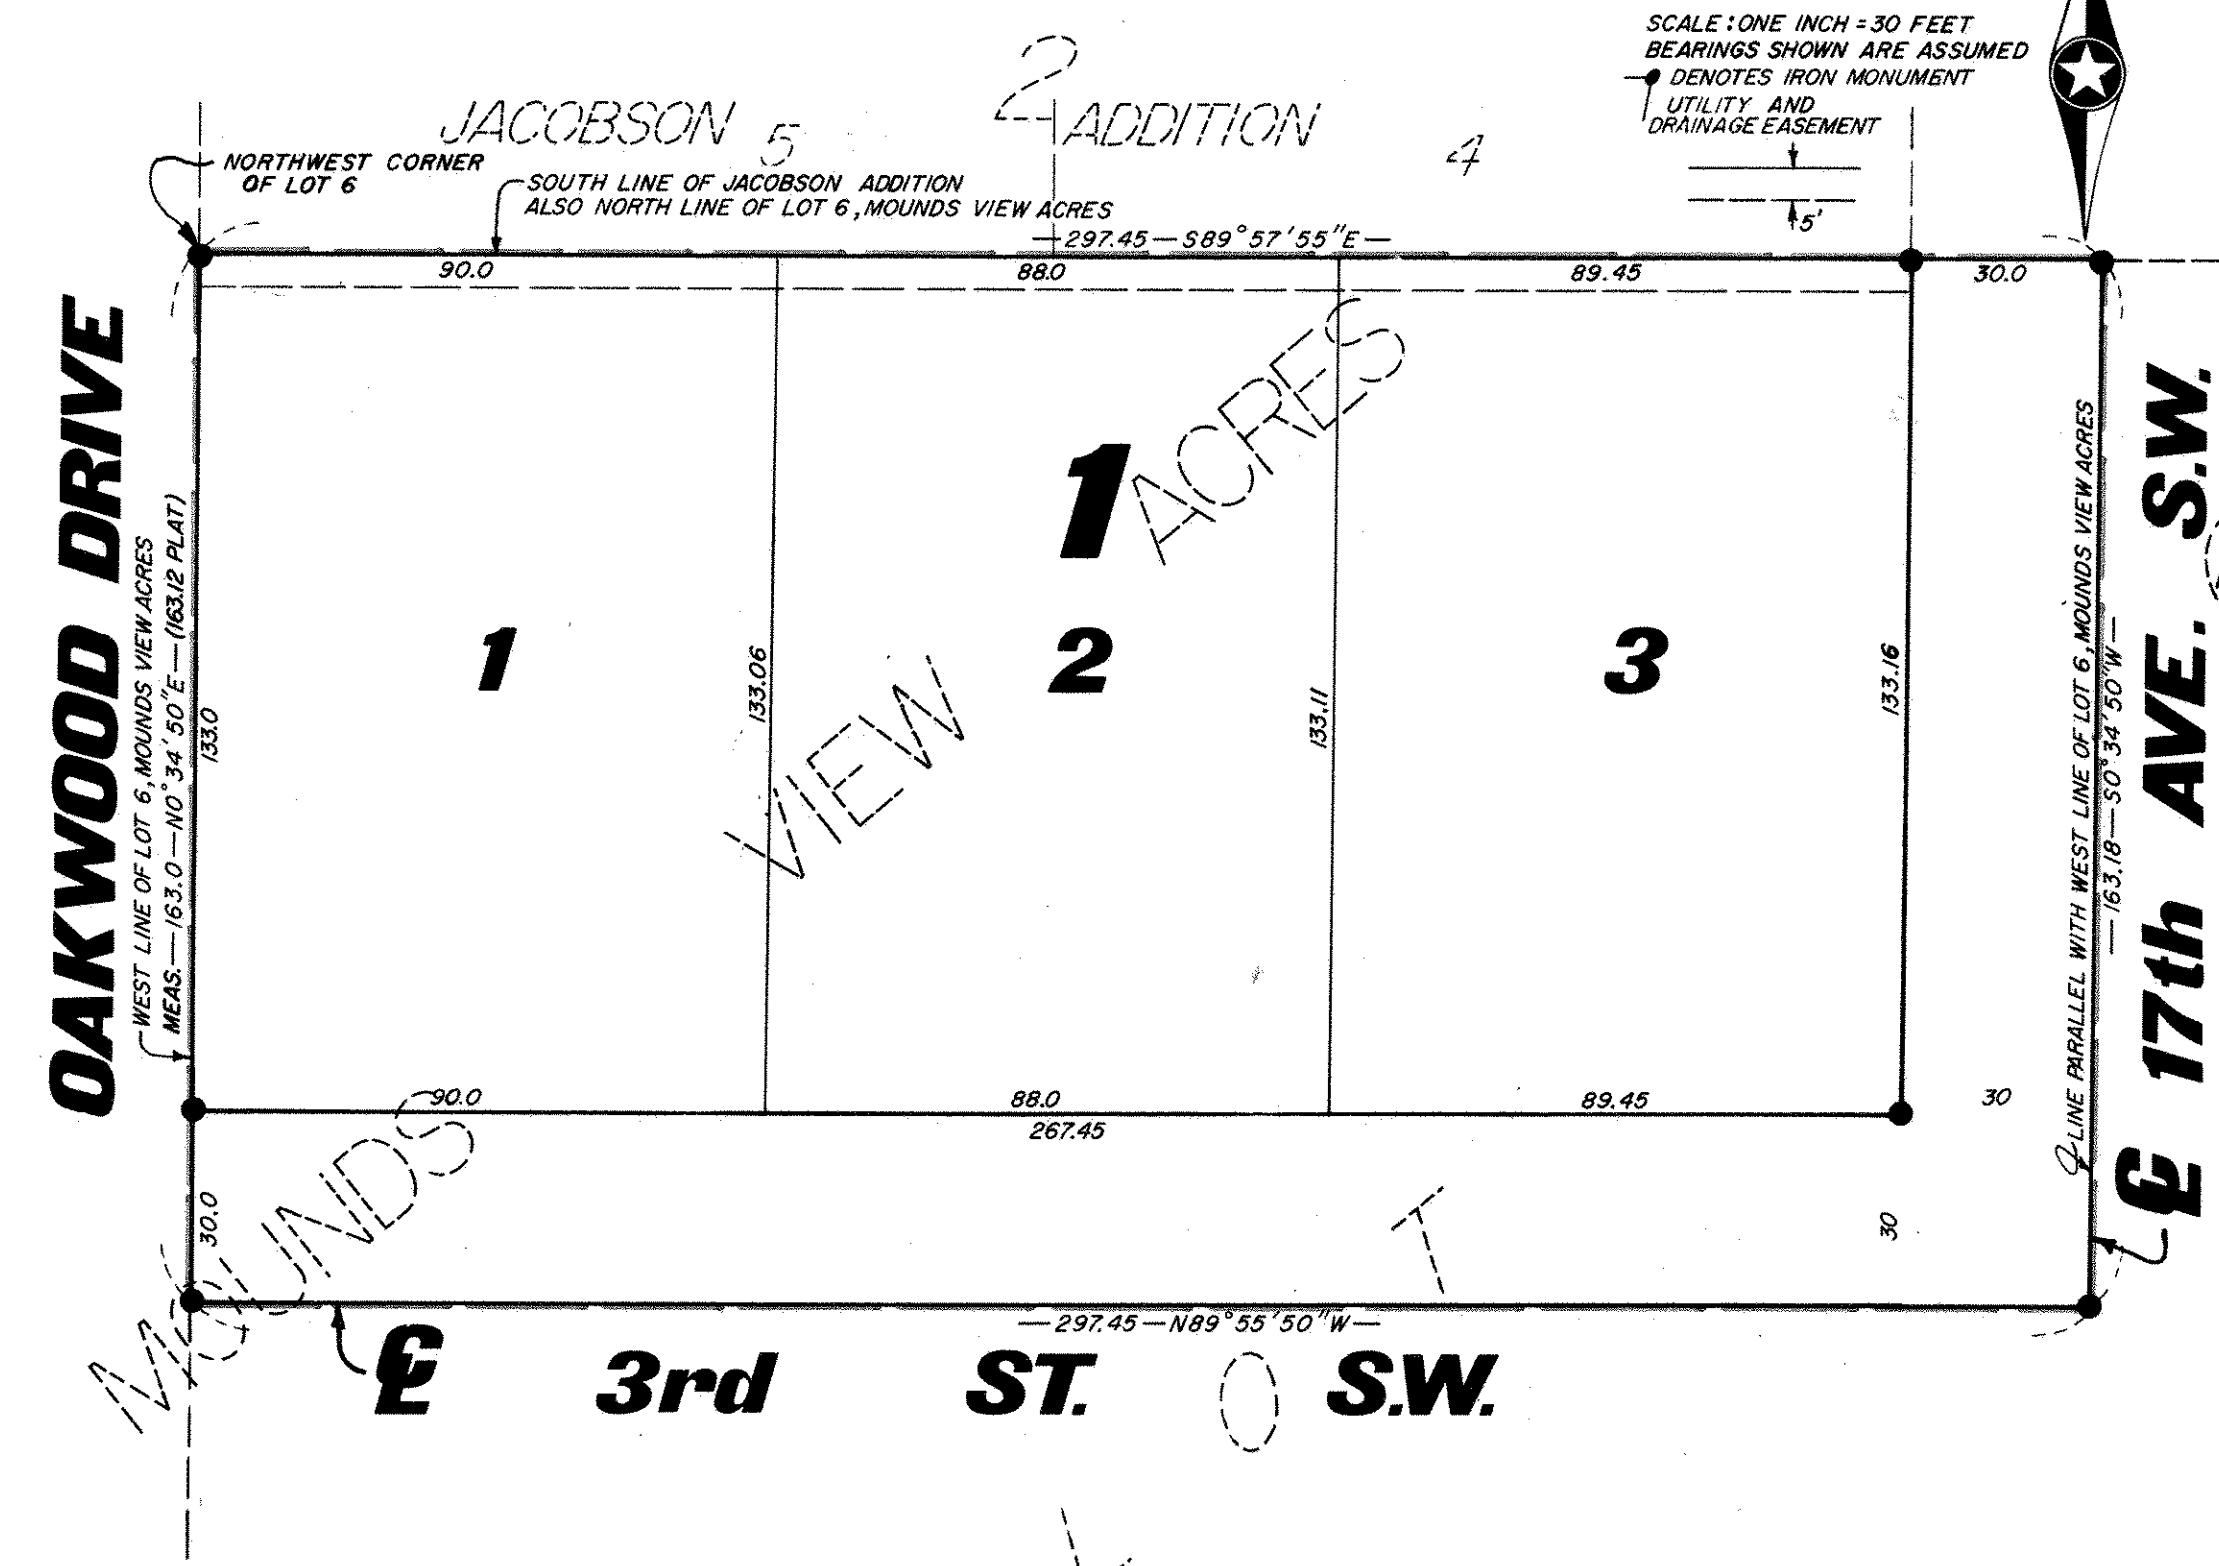 SCALE : ONE INCH = 30 FEET
BEARINGS SHOWN ARE ASSUMED
DENOTES IRON MONUMENT
UTILITY AND
DRAINAGE EASEMENT
5'
2
JACOBSON
ADDITION
5
4
NORTHWEST CORNER
OF LOT 6
SOUTH LINE OF JACOBSON ADDITION
ALSO NORTH LINE OF LOT 6, MOUNDS VIEW ACRES
—297.45—S89°57'55"E—
90.0
88.0
89.45
30.0
OAKWOOD DRIVE
WEST LINE OF LOT 6, MOUNDS VIEW ACRES
MEAS.—163.0—N0°34'50"E—(163.12 PLAT)
133.0
1
133.06
1
2
133.11
3
133.16
LINE PARALLEL WITH WEST LINE OF LOT 6, MOUNDS VIEW ACRES
—163.18—S0°34'50"W—
℄ 17th AVE. S.W.
MOUNDS
VIEW
ACRES
90.0
88.0
89.45
30
267.45
30.0
30
—297.45—N89°55'50"W—
℄ 3rd ST. S.W.
L
O
T